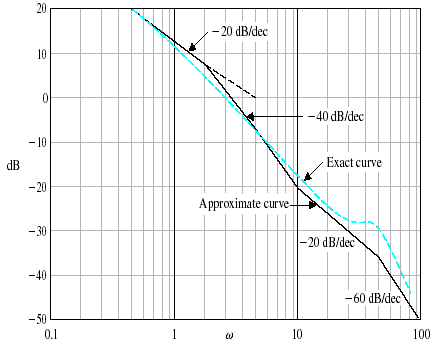 20
−20 dB/dec
10
0
−40 dB/dec
−10
dB
Exact curve
−20
Approximate curve
−30
−20 dB/dec
−40
−60 dB/dec
−50
0.1 1 ω 10 100